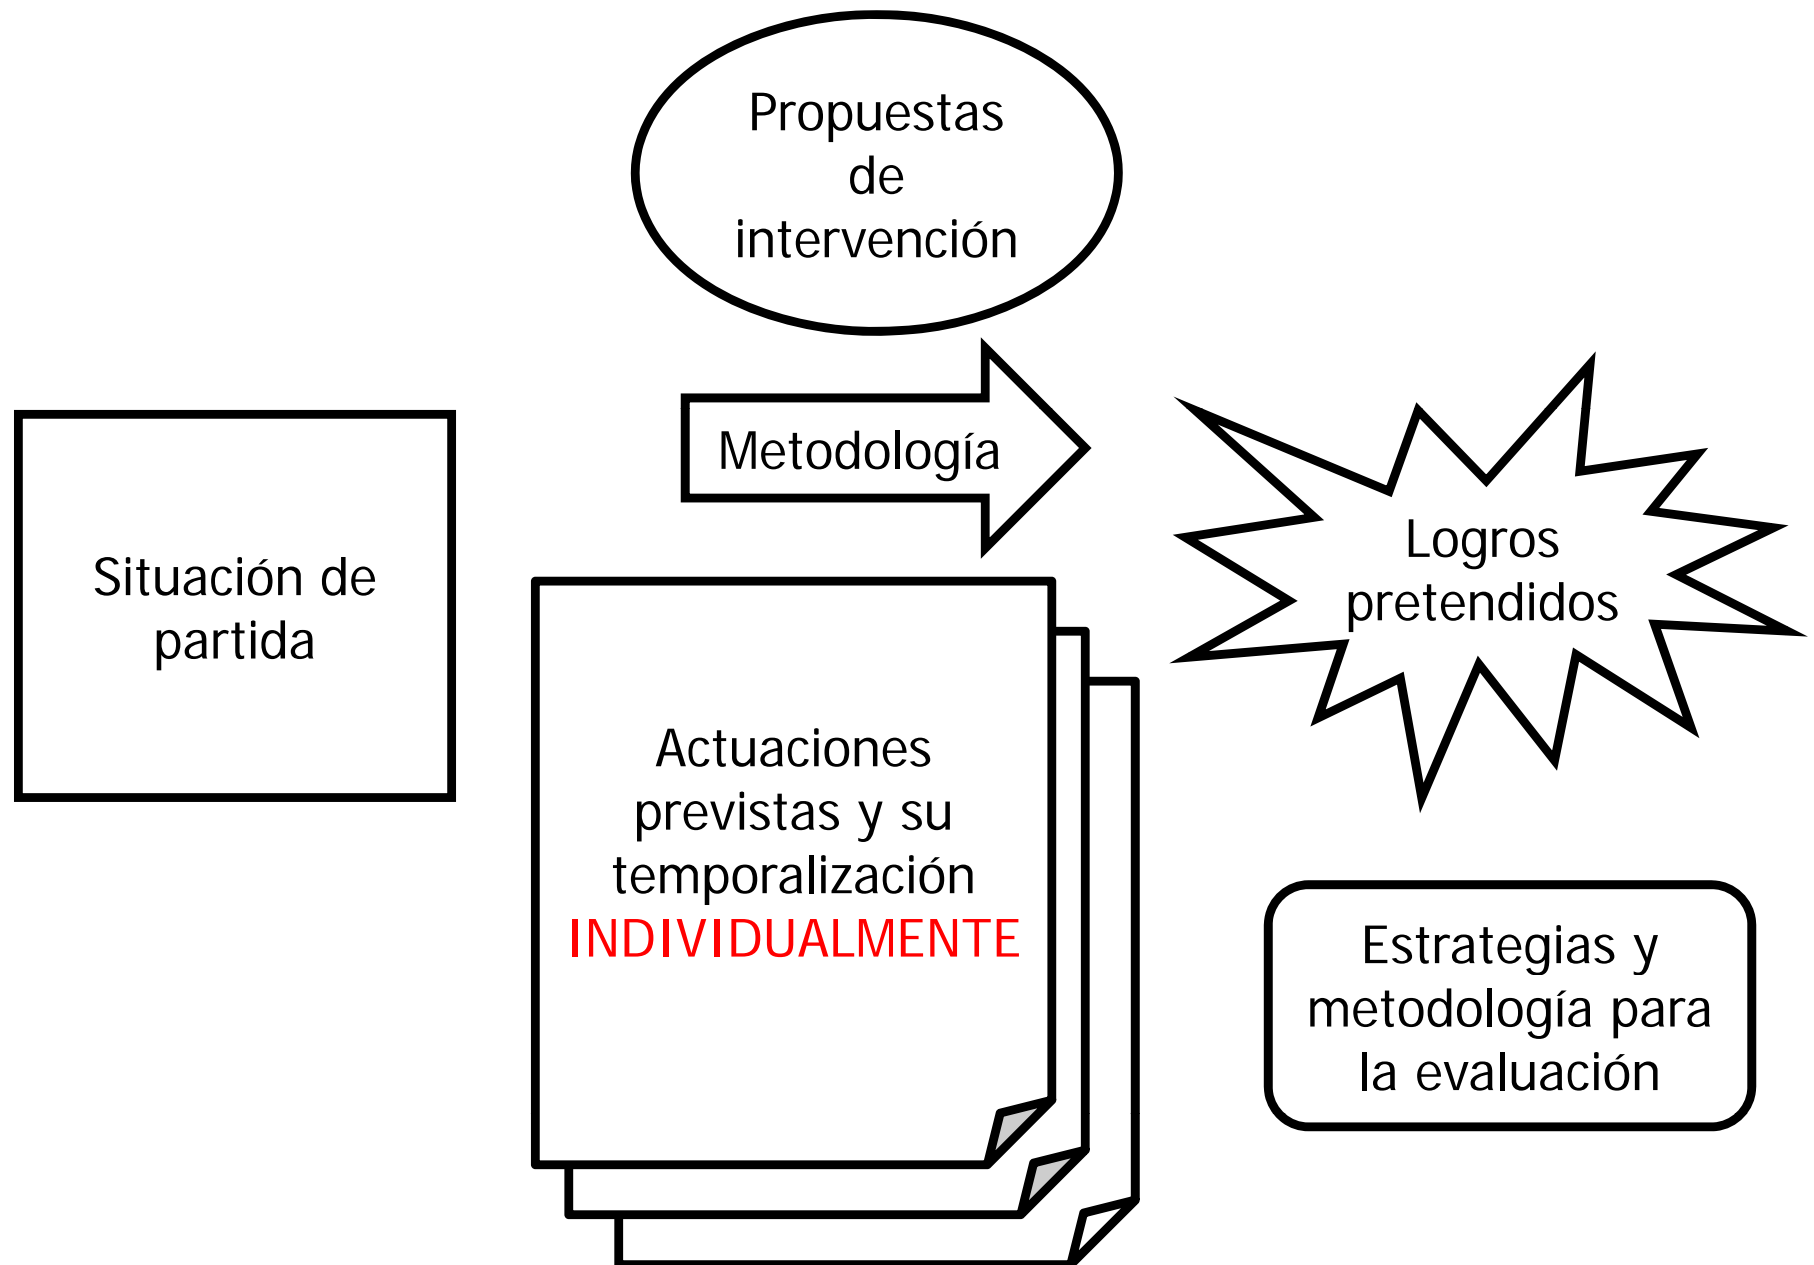 Propuestas
de
intervención
Metodología
Situación de
partida
Logros
pretendidos
Actuaciones
previstas y su
temporalización
INDIVIDUALMENTE
Estrategias y
metodología para
la evaluación